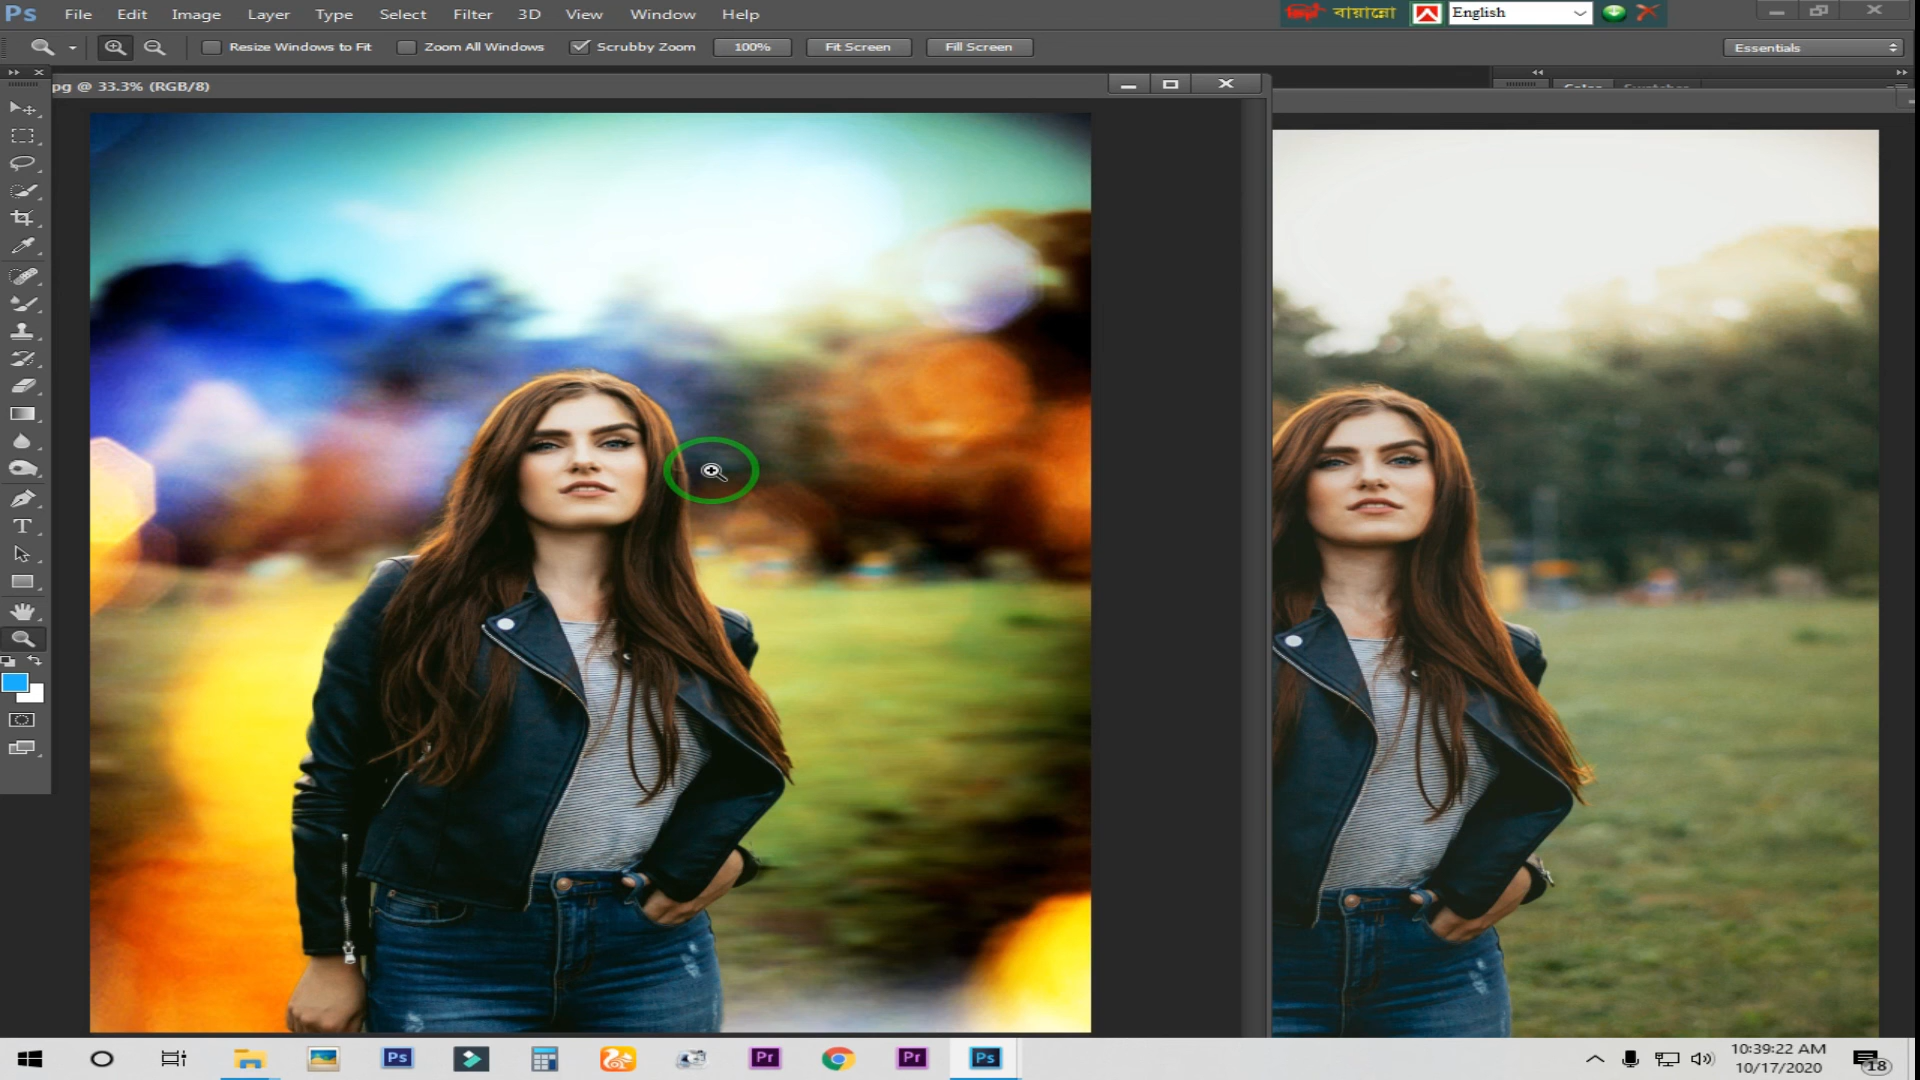 Ps File Edit Image Layer Type Select Filter 3D View Window Help
বায়ান্নো English
Resize Windows to Fit Zoom All Windows Scrubby Zoom 100% Fit Screen Fill Screen Essentials
pg @ 33.3% (RGB/8)
T
Ps Pr Pr Ps
10:39:22 AM
10/17/2020
18